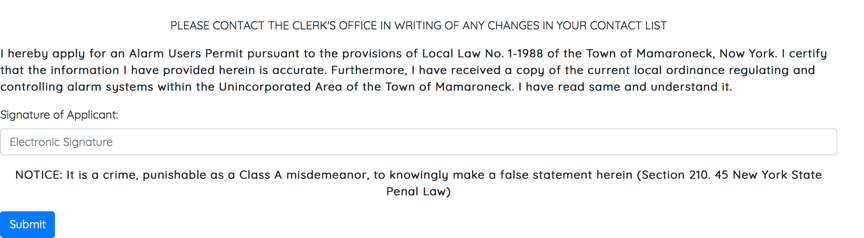 PLEASE CONTACT THE CLERK'S OFFICE IN WRITING OF ANY CHANGES IN YOUR CONTACT LIST
I hereby apply for an Alarm Users Permit pursuant to the provisions of Local Law No. 1-1988 of the Town of Mamaroneck, Now York. I certify
that the information I have provided herein is accurate. Furthermore, I have received a copy of the current local ordinance regulating and
controlling alarm systems within the Unincorporated Area of the Town of Mamaroneck. I have read same and understand it.
Signature of Applicant:
Electronic Signature
NOTICE: It is a crime, punishable as a Class A misdemeanor, to knowingly make a false statement herein (Section 210. 45 New York State
Penal Law)
Submit